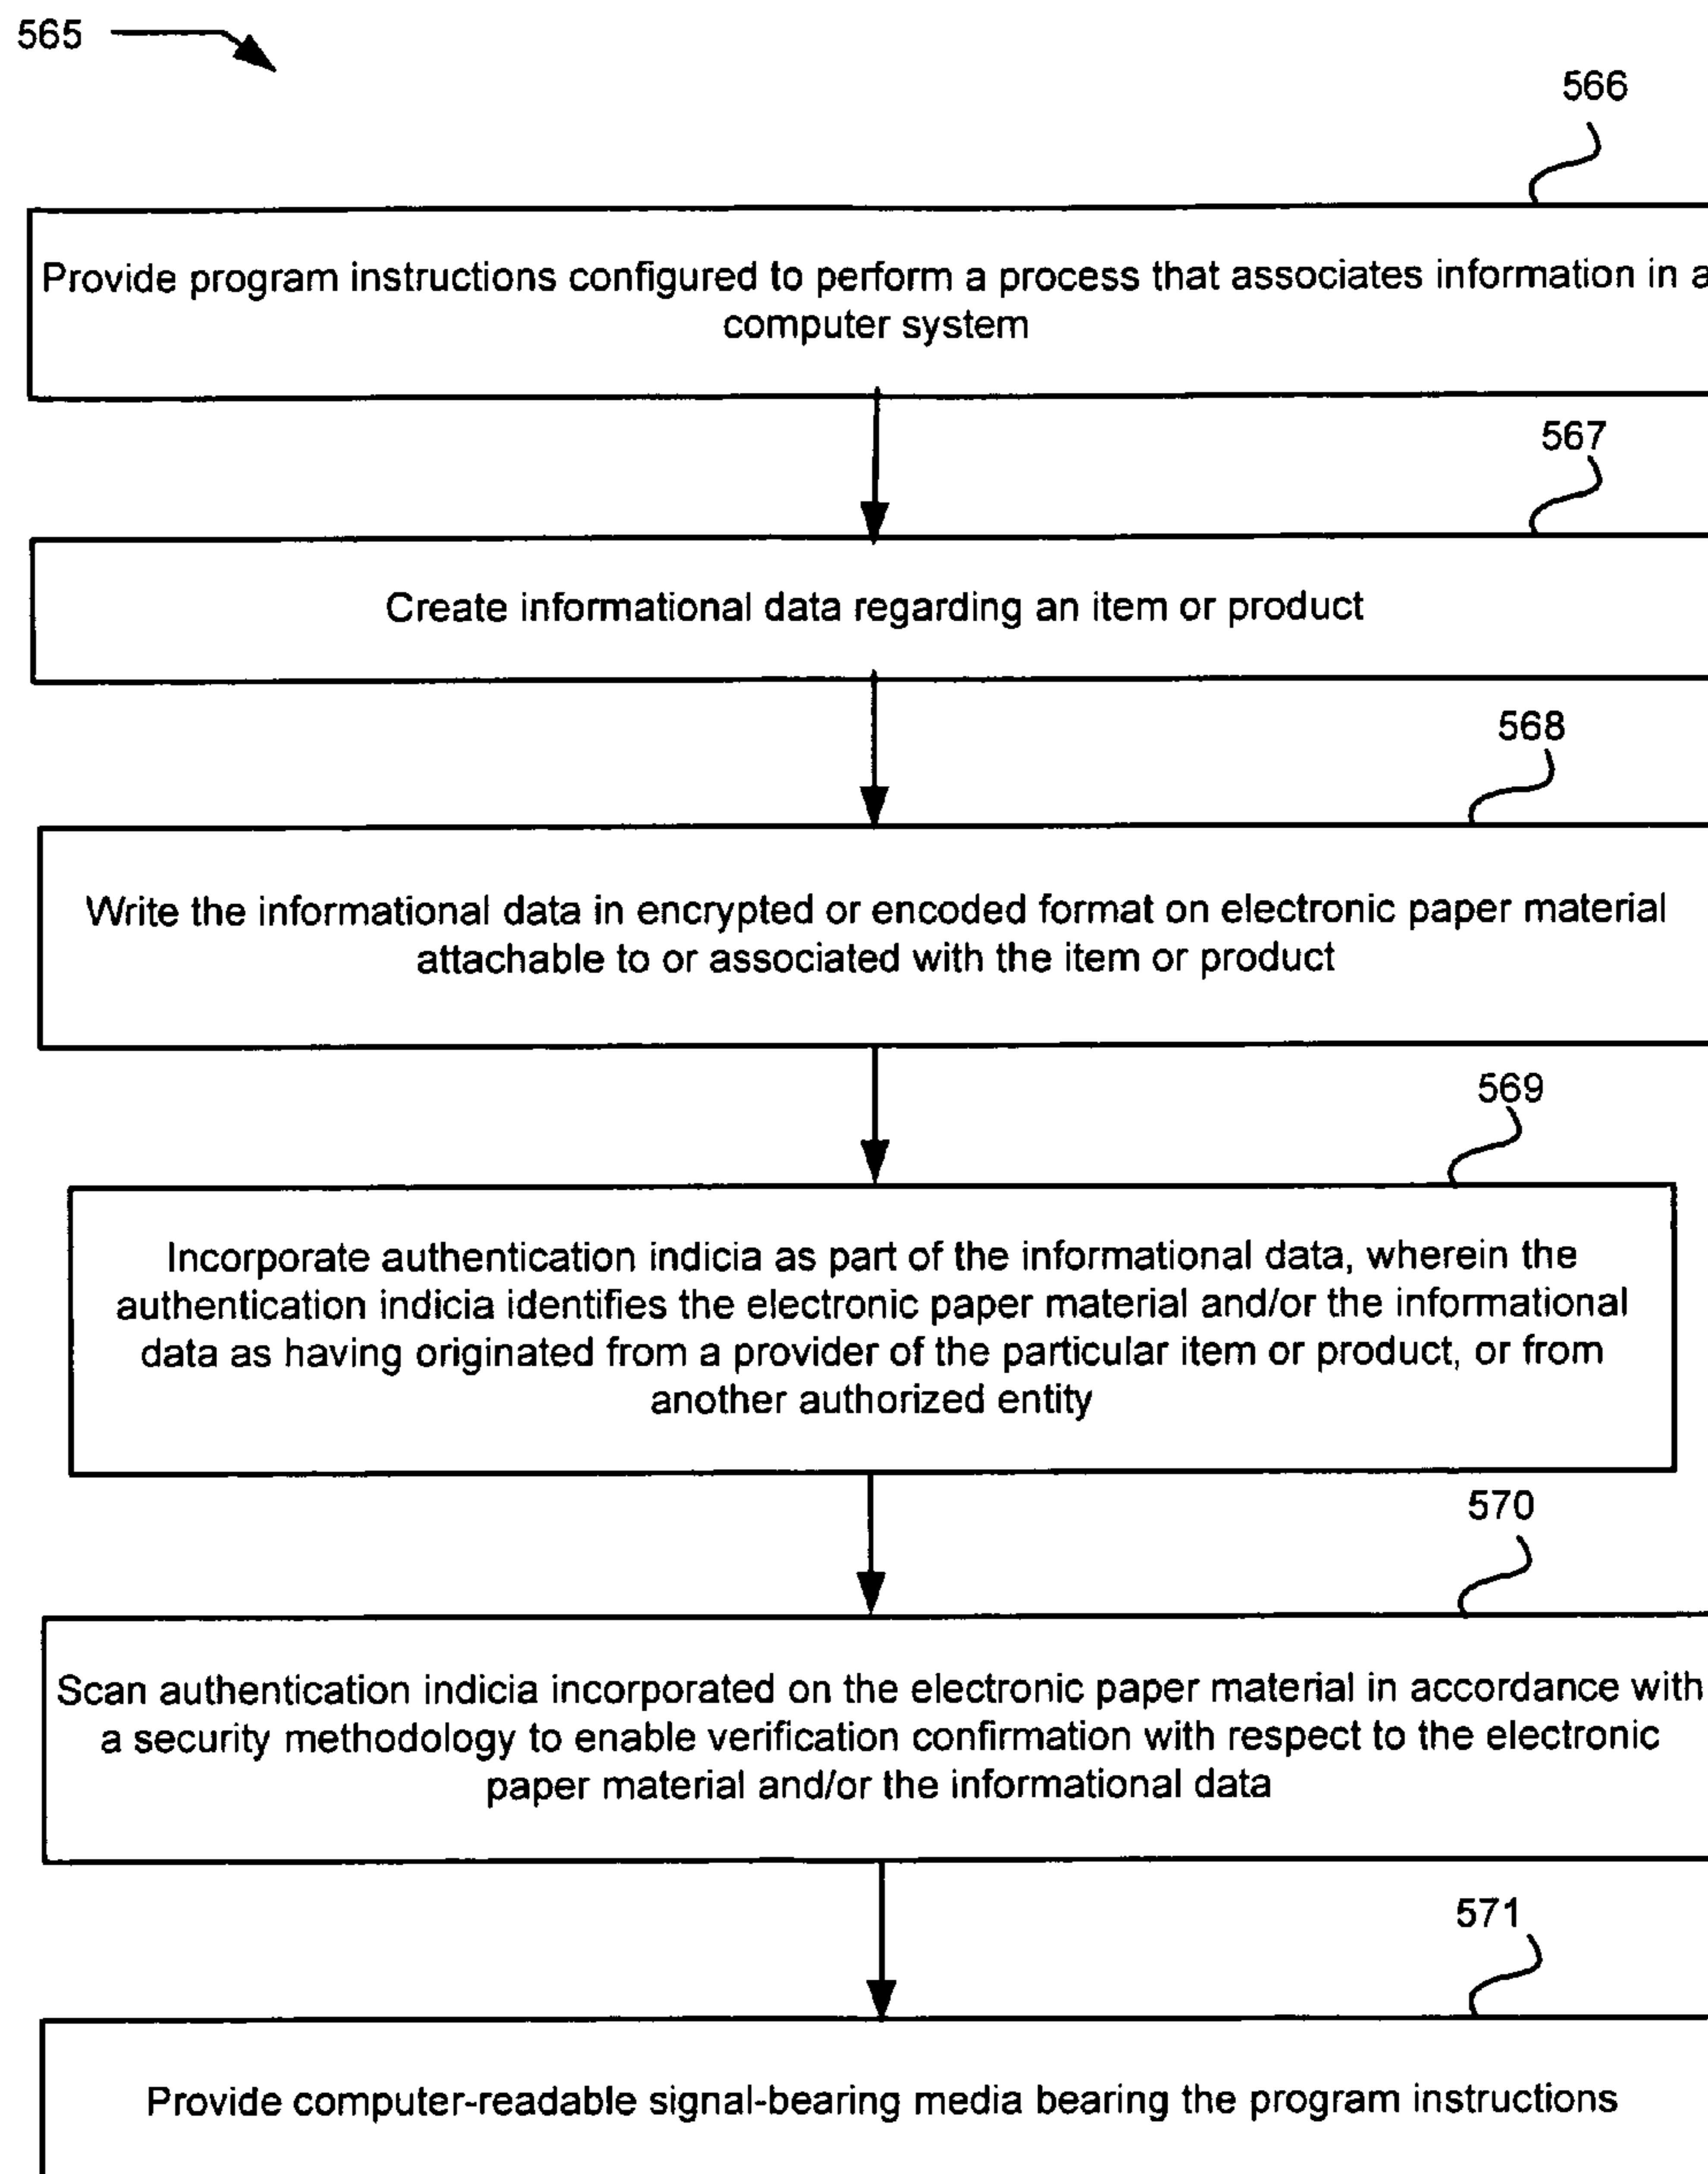 565
566
Provide program instructions configured to perform a process that associates information in a
computer system
567
Create informational data regarding an item or product
568
Write the informational data in encrypted or encoded format on electronic paper material
attachable to or associated with the item or product
569
Incorporate authentication indicia as part of the informational data, wherein the
authentication indicia identifies the electronic paper material and/or the informational
data as having originated from a provider of the particular item or product, or from
another authorized entity
570
Scan authentication indicia incorporated on the electronic paper material in accordance with
a security methodology to enable verification confirmation with respect to the electronic
paper material and/or the informational data
571
Provide computer-readable signal-bearing media bearing the program instructions